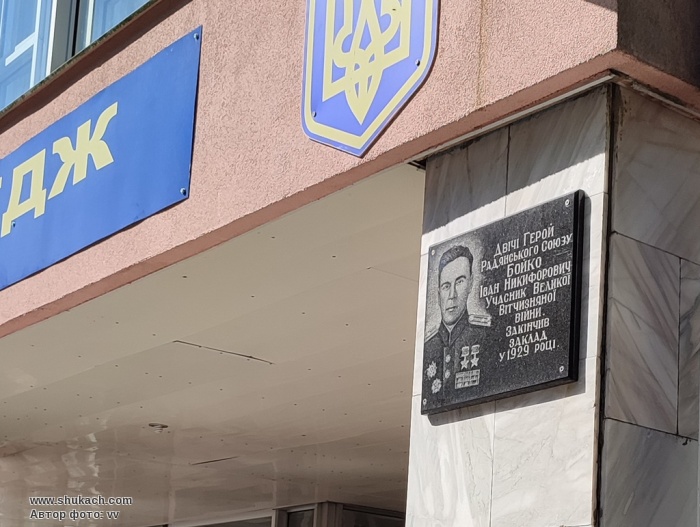 ДЖ
Двічі Герой
Радянського Союзу
Бойко
Іван Никифорович
Учасник Великої
Вітчизняної
війни.
Закінчив
заклад
у 1929 році.
www.shukach.com
Автор фото: vv